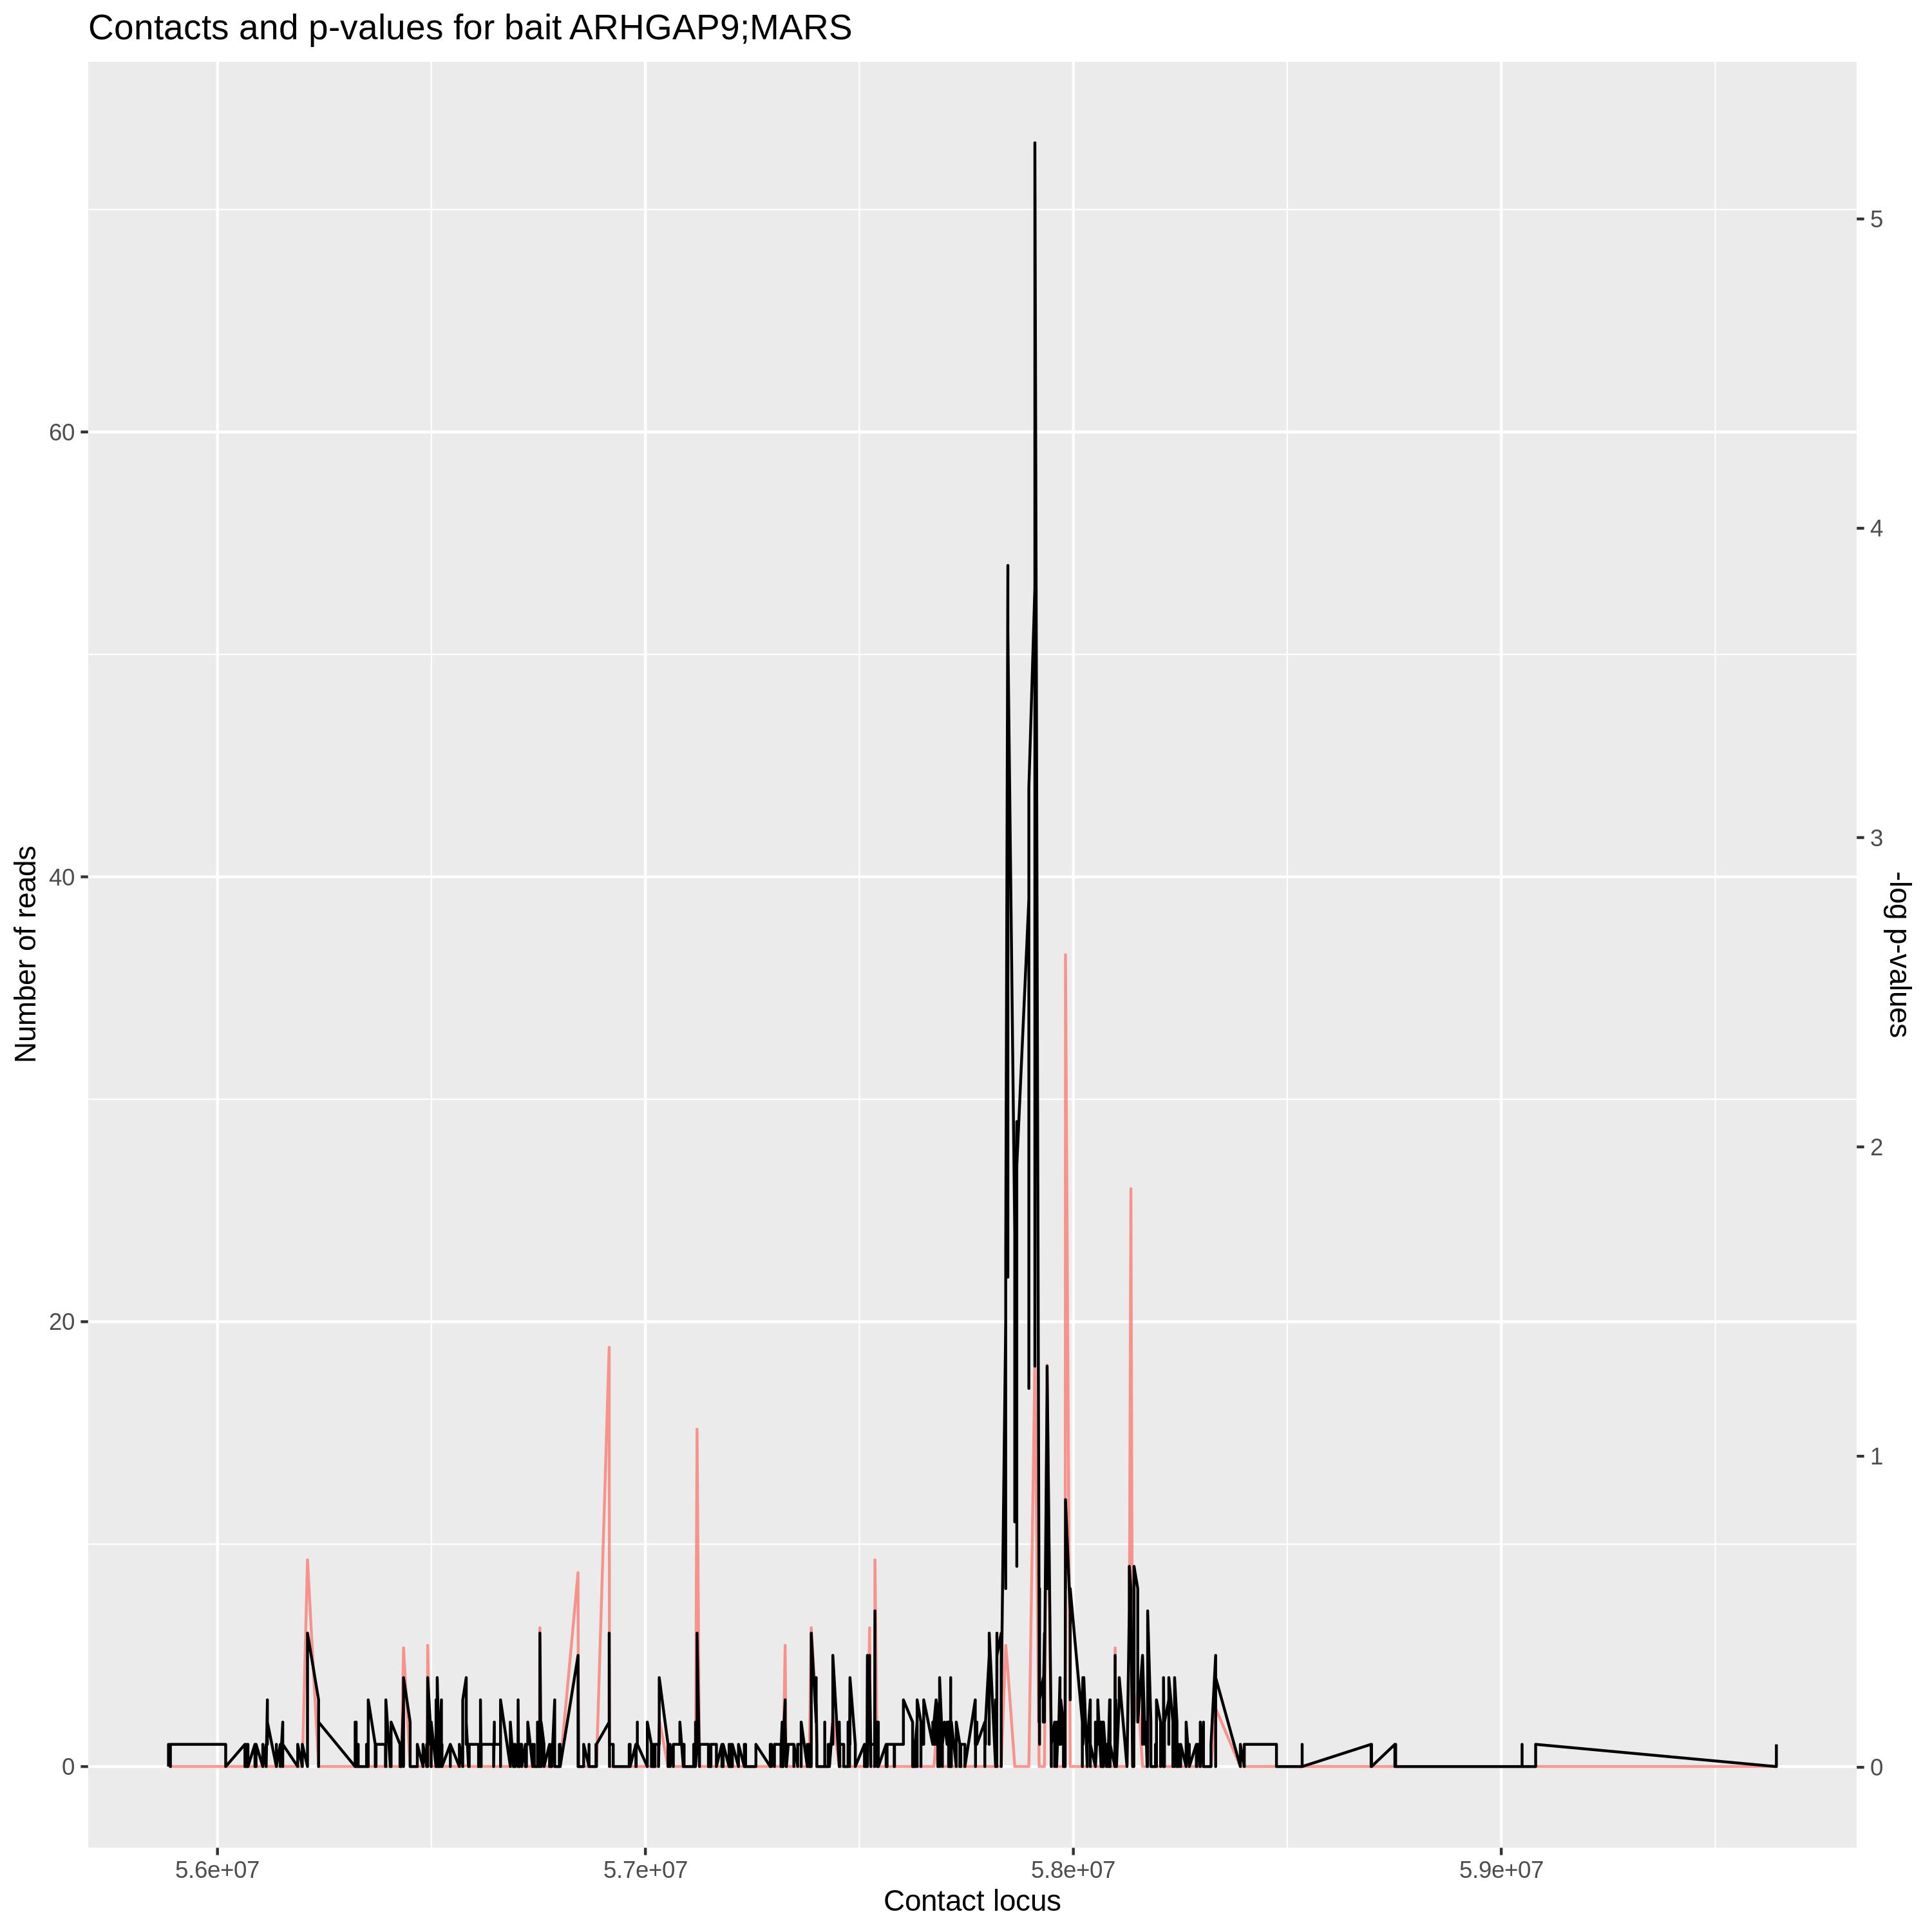 Contacts and p-values for bait ARHGAP9;MARS
60
40
20
0
Number of reads
5
4
3
2
1
0
-log p-values
5.6e+07
5.7e+07
5.8e+07
5.9e+07
Contact locus